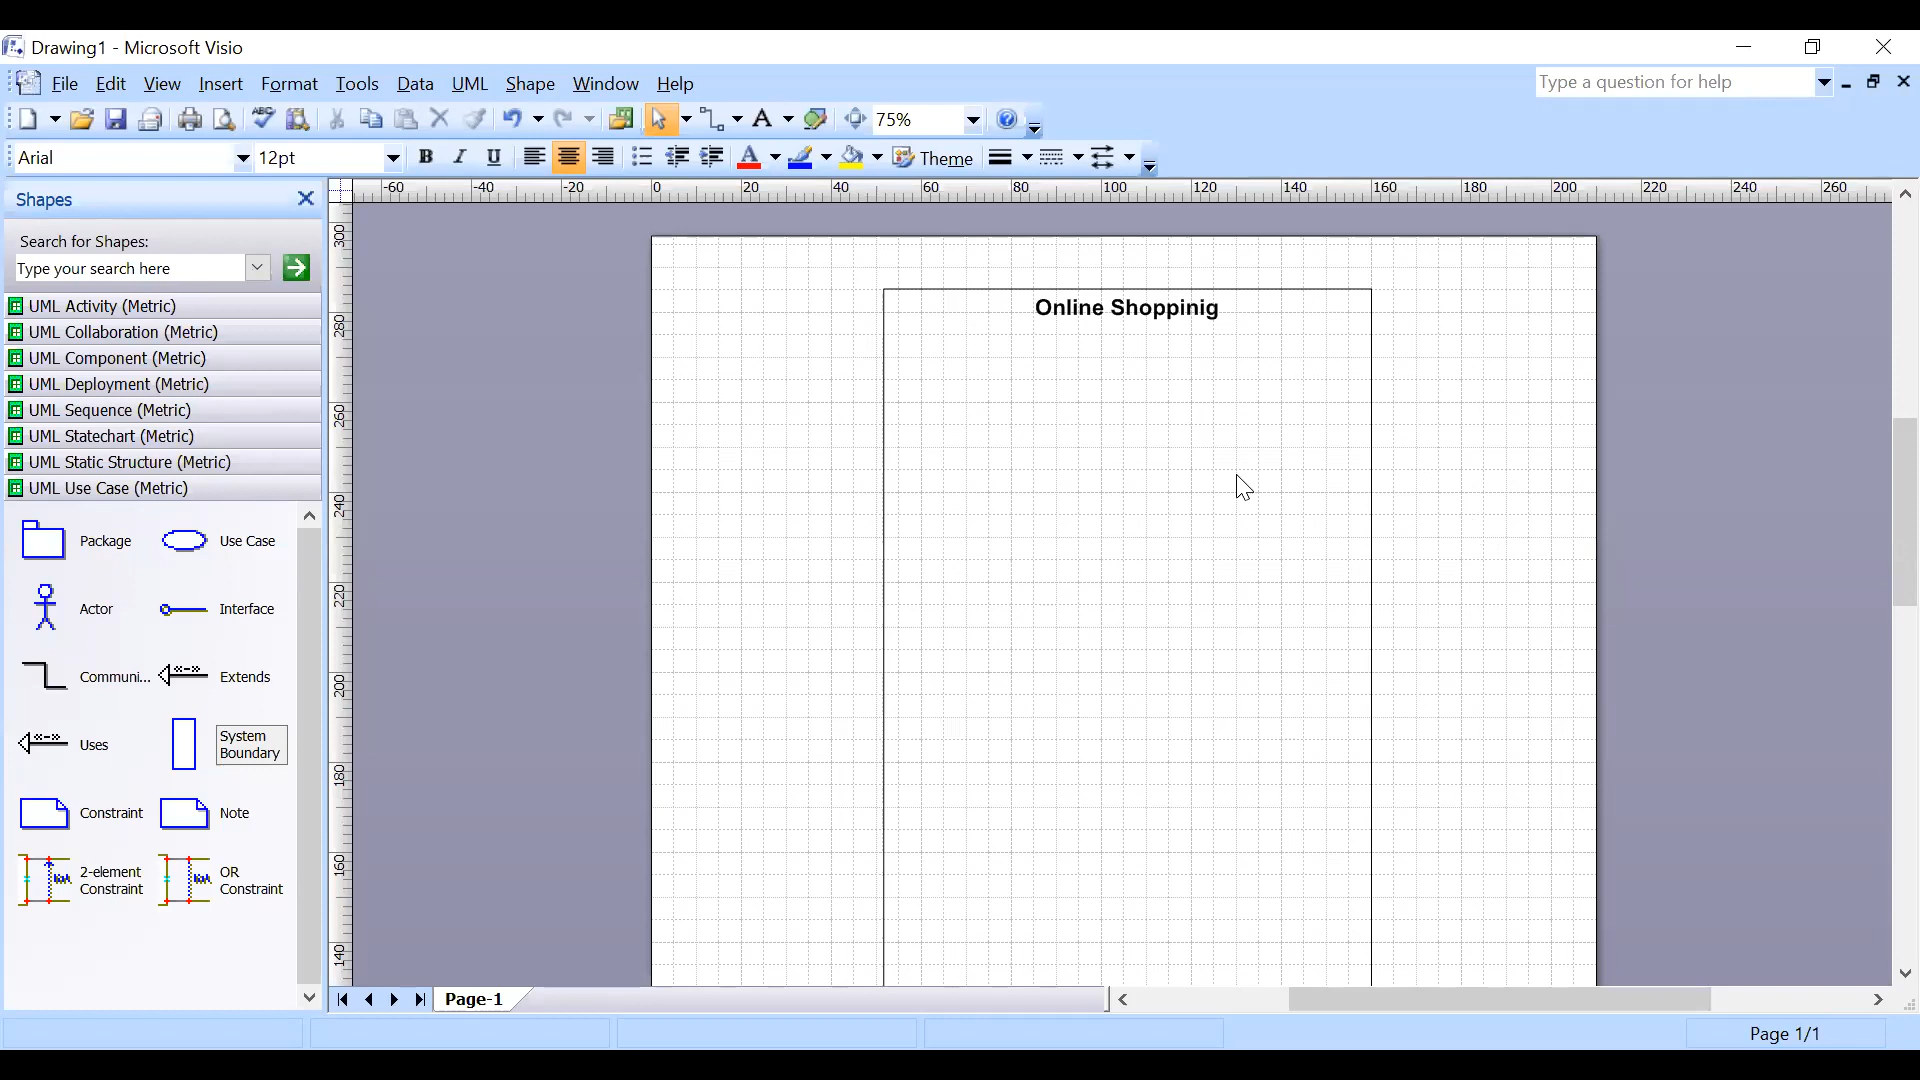 Drawing1 - Microsoft Visio
File Edit View Insert Format Tools Data UML Shape Window Help
Type a question for help
75%
Arial 12pt B I U Theme
Shapes
Search for Shapes:
Type your search here
UML Activity (Metric)
UML Collaboration (Metric)
UML Component (Metric)
UML Deployment (Metric)
UML Sequence (Metric)
UML Statechart (Metric)
UML Static Structure (Metric)
UML Use Case (Metric)
Package Use Case
Actor Interface
Communi... Extends
Uses System Boundary
Constraint Note
2-element Constraint OR Constraint
-60 -40 -20 0 20 40 60 80 100 120 140 160 180 200 220 240 260
300
280
260
240
220
200
180
160
140
Online Shoppinig
Page-1
Page 1/1